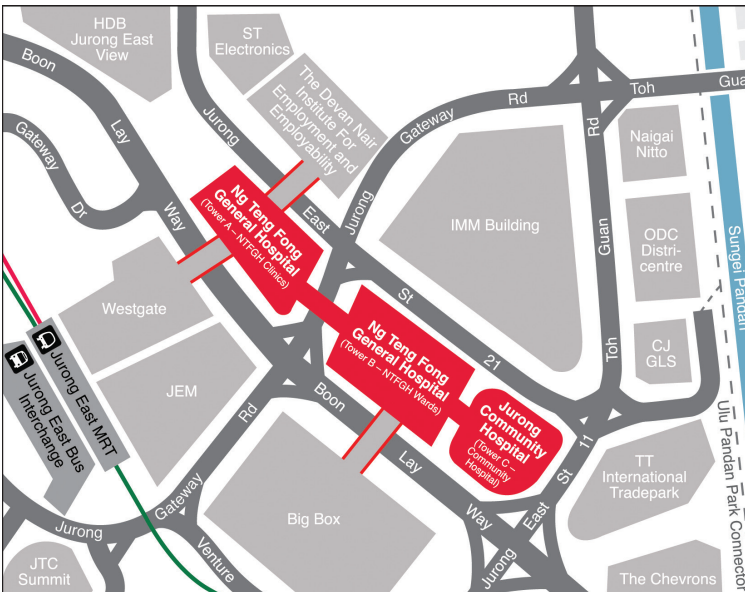 HDB
Jurong East
View
ST
Electronics
The Devan Nair
Institute For
Employment and
Employability
Boon
Lay
Way
Gateway
Dr
Jurong
East
St
21
Jurong
Gateway
Rd
Toh
Gua
Rd
Guan
Toh
Naigai
Nitto
ODC
Distri-
centre
CJ
GLS
Sungei Pandan
Ulu Pandan Park Connector
IMM Building
Ng Teng Fong
General Hospital
(Tower A – NTFGH Clinics)
Ng Teng Fong
General Hospital
(Tower B – NTFGH Wards)
Jurong
Community
Hospital
(Tower C –
Community
Hospital)
Westgate
JEM
Jurong East MRT
Jurong East Bus
Interchange
Boon
Lay
Way
Jurong
Gateway
Rd
Venture
Big Box
JTC
Summit
Jurong
East
St
11
TT
International
Tradepark
The Chevrons